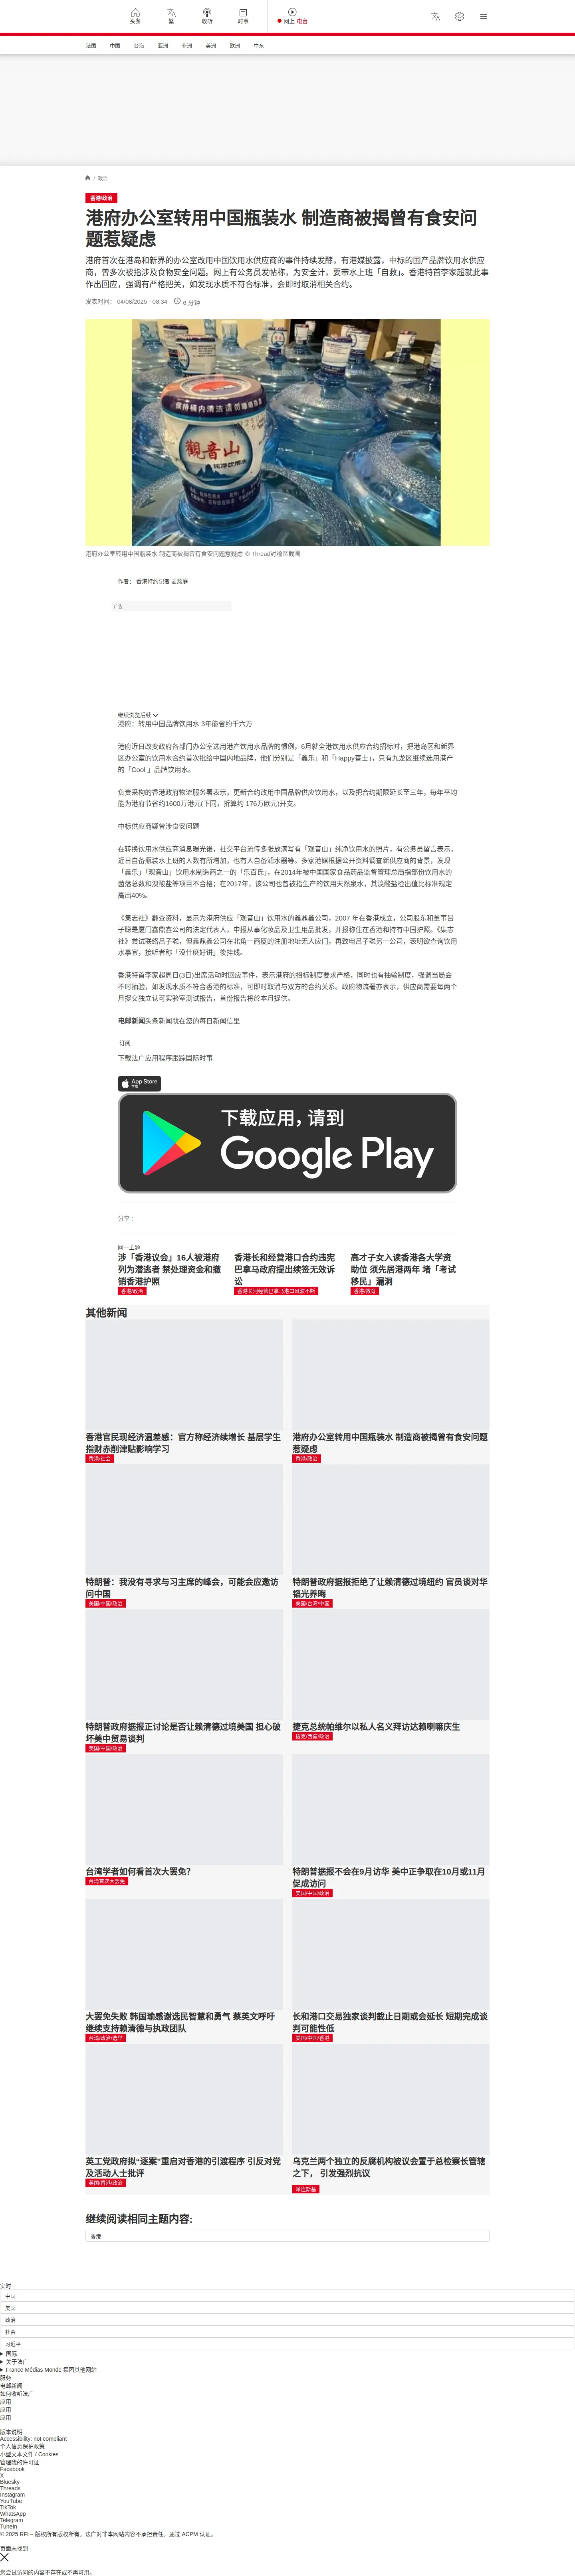 头条
繁
收听
时事
网上 电台
法国 中国 台海 亚洲 非洲 美洲 欧洲 中东
/ 政治
香港/政治
港府办公室转用中国瓶装水 制造商被揭曾有食安问
题惹疑虑
港府首次在港岛和新界的办公室改用中国饮用水供应商的事件持续发酵，有港媒披露，中标的国产品牌饮用水供应
商，曾多次被指涉及食物安全问题。网上有公务员发帖称，为安全计，要带水上班「自救」。香港特首李家超就此事
作出回应，强调有严格把关，如发现水质不符合标准，会即时取消相关合约。
发表时间： 04/08/2025 - 08:34
6 分钟
保持桶内清洁
觀音山
纯净饮用水
港府办公室转用中国瓶装水 制造商被揭曾有食安问题惹疑虑 © Thread討論區截圖
作者： 香港特约记者 麦燕庭
广告
继续浏览后续
港府：转用中国品牌饮用水 3年能省约千六万
港府近日改变政府各部门办公室选用港产饮用水品牌的惯例，6月就全港饮用水供应合约招标时，把港岛区和新界
区办公室的饮用水合约首次批给中国内地品牌，他们分别是「鑫乐」和「Happy喜士」，只有九龙区继续选用港产
的「Cool 」品牌饮用水。
负责采购的香港政府物流服务署表示，更新合约改用中国品牌供应饮用水，以及把合约期限延长至三年，每年平均
能为港府节省约1600万港元(下同，折算约 176万欧元)开支。
中标供应商疑曾涉食安问题
在转换饮用水供应商消息曝光後，社交平台流传多张放满写有「观音山」纯净饮用水的照片，有公务员留言表示，
近日自备瓶装水上班的人数有所增加，也有人自备滤水器等。多家港媒根据公开资料调查新供应商的背景，发现
「鑫乐」「观音山」饮用水制造商之一的「乐百氏」，在2014年被中国国家食品药品监督管理总局指部份饮用水的
菌落总数和溴酸盐等项目不合格；在2017年，该公司也曾被指生产的饮用天然泉水，其溴酸盐检出值比标准规定
高出40%。
《集志社》翻查资料，显示为港府供应「观音山」饮用水的鑫鼎鑫公司，2007 年在香港成立，公司股东和董事吕
子聪是厦门鑫鼎鑫公司的法定代表人，申报从事化妆品及卫生用品批发，并报称住在香港和持有中国护照。《集志
社》尝试联络吕子聪，但鑫鼎鑫公司在北角一商厦的注册地址无人应门，再致电吕子聪另一公司，表明欲查询饮用
水事宜，接听者称「没什麽好讲」後挂线。
香港特首李家超周日(3日)出席活动时回应事件，表示港府的招标制度要求严格，同时也有抽驗，强调当局会
不时抽验，如发现水质不符合香港的标准，可即时取消与双方的合约关系。政府物流署亦表示，供应商需要每两个
月提交独立认可实验室测试报告，首份报告将於本月提供。
电邮新闻头条新闻就在您的每日新闻信里
订阅
下载法广应用程序跟踪国际时事
App Store
下载
下载应用，请到
Google Play
分享 :
同一主题
涉「香港议会」16人被港府
列为潜逃者 禁处理资金和撤
销香港护照
香港/政治
香港长和经营港口合约违宪
巴拿马政府提出续签无效诉
讼
香港长河经营巴拿马港口风波不断
高才子女入读香港各大学资
助位 须先居港两年 堵「考试
移民」漏洞
香港/教育
其他新闻
香港官民现经济温差感：官方称经济续增长 基层学生
指财赤削津贴影响学习
香港/社会
港府办公室转用中国瓶装水 制造商被揭曾有食安问题
惹疑虑
香港/政治
特朗普：我没有寻求与习主席的峰会，可能会应邀访
问中国
美国/中国/政治
特朗普政府据报拒绝了让赖清德过境纽约 官员谈对华
韬光养晦
美国/台湾/中国
特朗普政府据报正讨论是否让赖清德过境美国 担心破
坏美中贸易谈判
美国/中国/政治
捷克总统帕维尔以私人名义拜访达赖喇嘛庆生
捷克/西藏/政治
台湾学者如何看首次大罢免？
台湾首次大罢免
特朗普据报不会在9月访华 美中正争取在10月或11月
促成访问
美国/中国/政治
大罢免失败 韩国瑜感谢选民智慧和勇气 蔡英文呼吁
继续支持赖清德与执政团队
台湾/政治/选举
长和港口交易独家谈判截止日期或会延长 短期完成谈
判可能性低
美国/中国/香港
英工党政府拟“逐案”重启对香港的引渡程序 引反对党
及活动人士批评
英国/香港/政治
乌克兰两个独立的反腐机构被议会置于总检察长管辖
之下， 引发强烈抗议
泽连斯基
继续阅读相同主题内容:
香港
实时
中国
美国
政治
社会
习近平
国际
关于法广
France Médias Monde 集团其他网站
服务
电邮新闻
如何收听法广
应用
应用
应用
版本说明
Accessibility: not compliant
个人信息保护政策
小型文本文件 / Cookies
管理我的许可证
Facebook
X
Bluesky
Threads
Instagram
YouTube
TikTok
WhatsApp
Telegram
TuneIn
© 2025 RFI – 版权所有版权所有。法广对非本网站内容不承担责任。通过 ACPM 认证。
页面未找到
您尝试访问的内容不存在或不再可用。